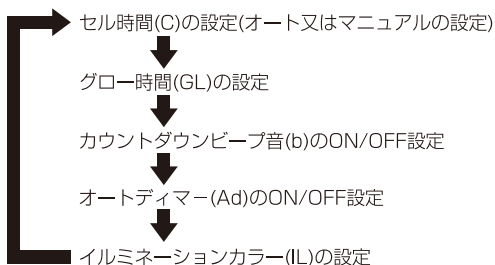 セル時間(C)の設定(オート又はマニュアルの設定)
グロー時間(GL)の設定
カウントダウンビープ音(b)のON/OFF設定
オートディマー(Ad)のON/OFF設定
イルミネーションカラー(IL)の設定